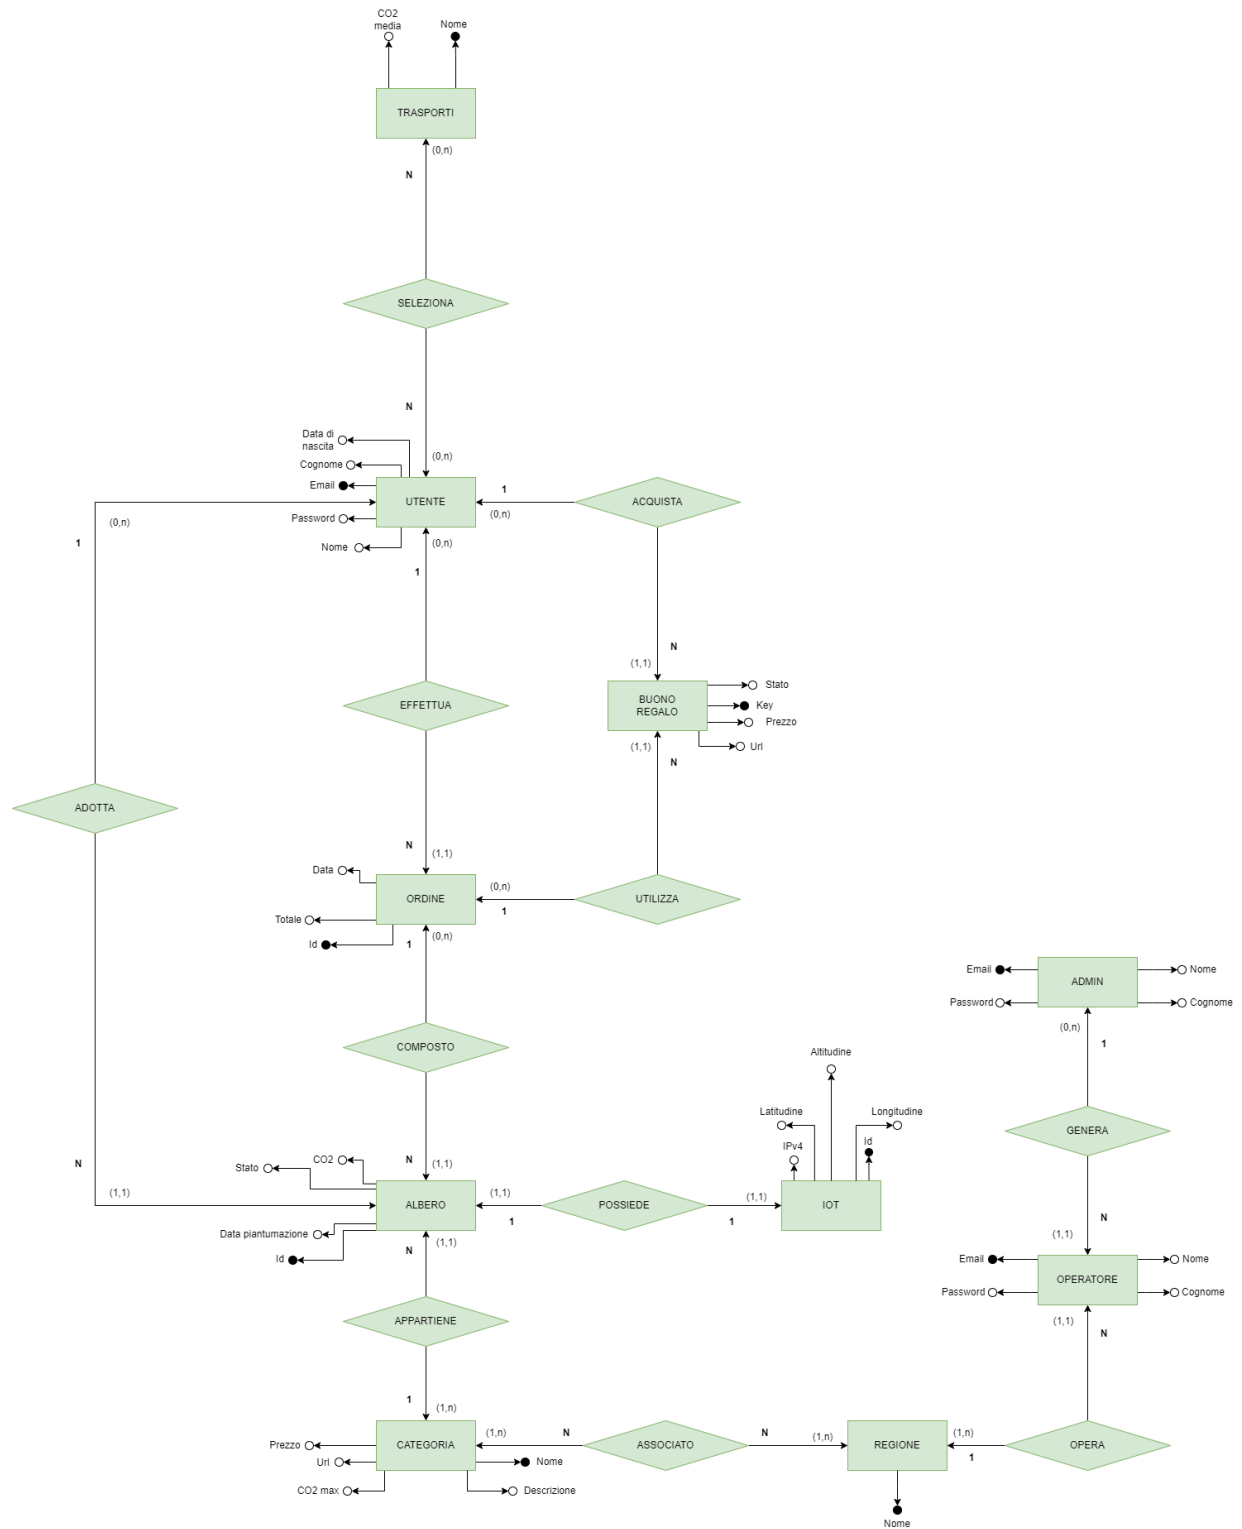 CO2
media
Nome
TRASPORTI
(0,n)
N
SELEZIONA
N
(0,n)
Data di
nascita
Cognome
Email
Password
Nome
UTENTE
1
(0,n)
ACQUISTA
(0,n)
1
(0,n)
1
N
(1,1)
BUONO
REGALO
Stato
Key
Prezzo
Url
EFFETTUA
(1,1)
N
ADOTTA
N
(1,1)
Data
Totale
Id
ORDINE
(0,n)
1
UTILIZZA
1
(0,n)
COMPOSTO
ADMIN
Email
Password
Nome
Cognome
(0,n)
1
Altitudine
Latitudine
Longitudine
IPv4
Id
GENERA
N
(1,1)
N
(1,1)
CO2
Stato
Data piantumazione
Id
ALBERO
(1,1)
1
POSSIEDE
(1,1)
1
IOT
N
(1,1)
N
(1,1)
Email
Password
OPERATORE
Nome
Cognome
(1,1)
N
APPARTIENE
1
(1,n)
Prezzo
Url
CO2 max
CATEGORIA
Nome
Descrizione
(1,n)
N
ASSOCIATO
N
(1,n)
REGIONE
(1,n)
1
OPERA
Nome